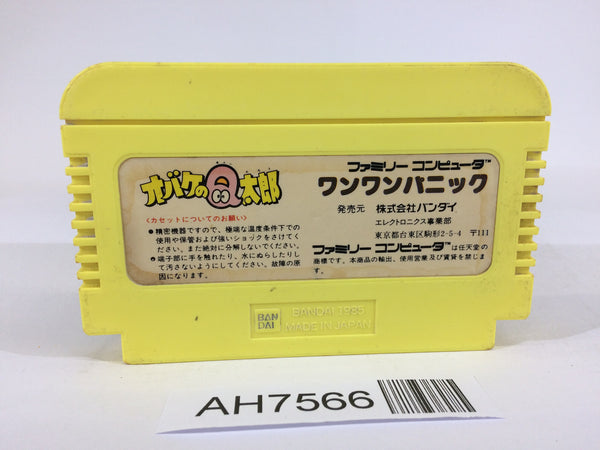 オバケのQ太郎
ファミリー コンピュータ™
ワンワンパニック
発売元 株式会社バンダイ
エレクトロニクス事業部
東京都台東区駒形2-5-4 〒111
ファミリー コンピュータ™は任天堂の
商標です。本商品の輸出、使用営業及び賃貸を禁じま
す。
〈カセットについてのお願い〉
●精密機器ですので、極端な温度条件下での
使用や保管および強いショックをさけてく
ださい。また絶対に分解しないでください。
●端子部に手を触れたり、水にぬらしたりし
て汚さないようにしてください。故障の原
因になります。
BAN
DAI
BANDAI 1985
MADE IN JAPAN
AH7566